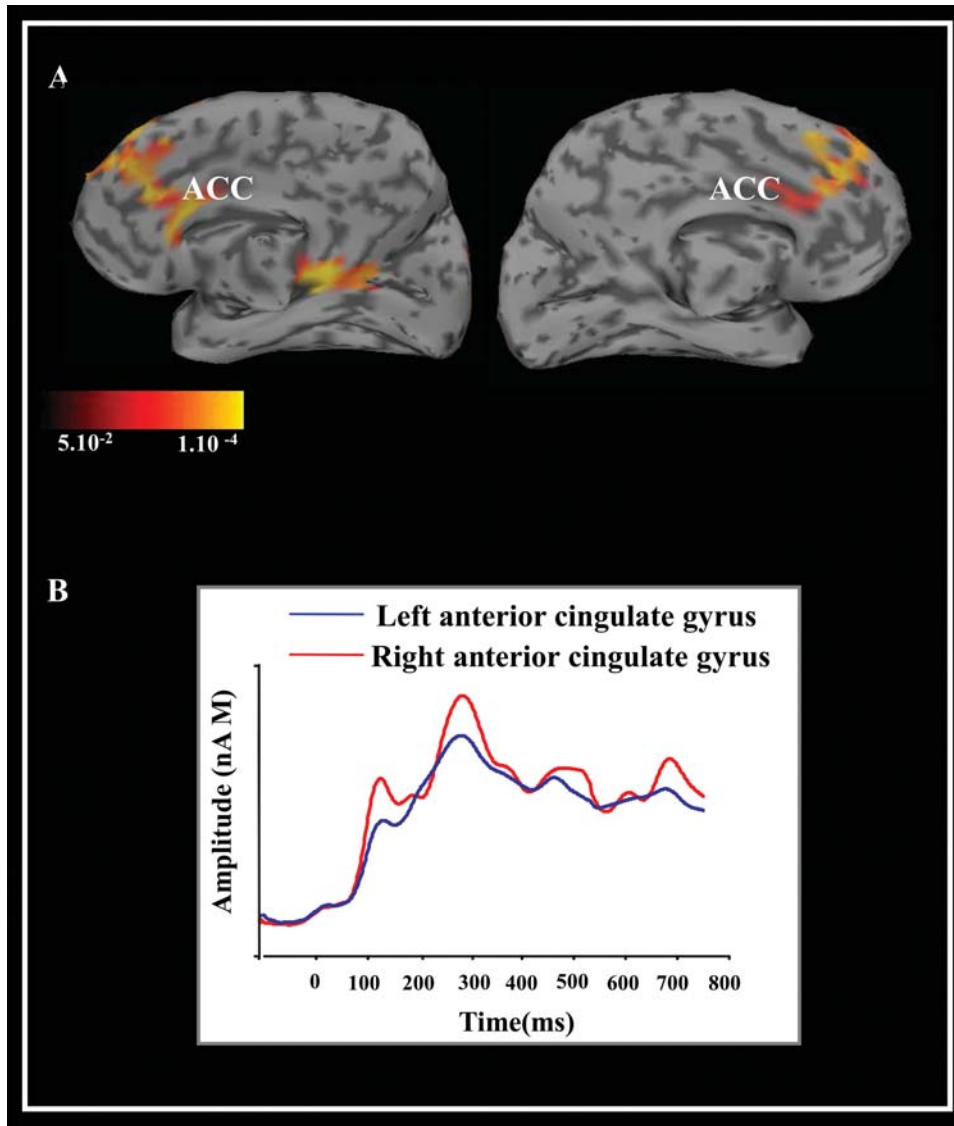 A
ACC ACC
5.10⁻² 1.10⁻⁴
B
Left anterior cingulate gyrus
Right anterior cingulate gyrus
Amplitude (nA M)
0 100 200 300 400 500 600 700 800
Time(ms)